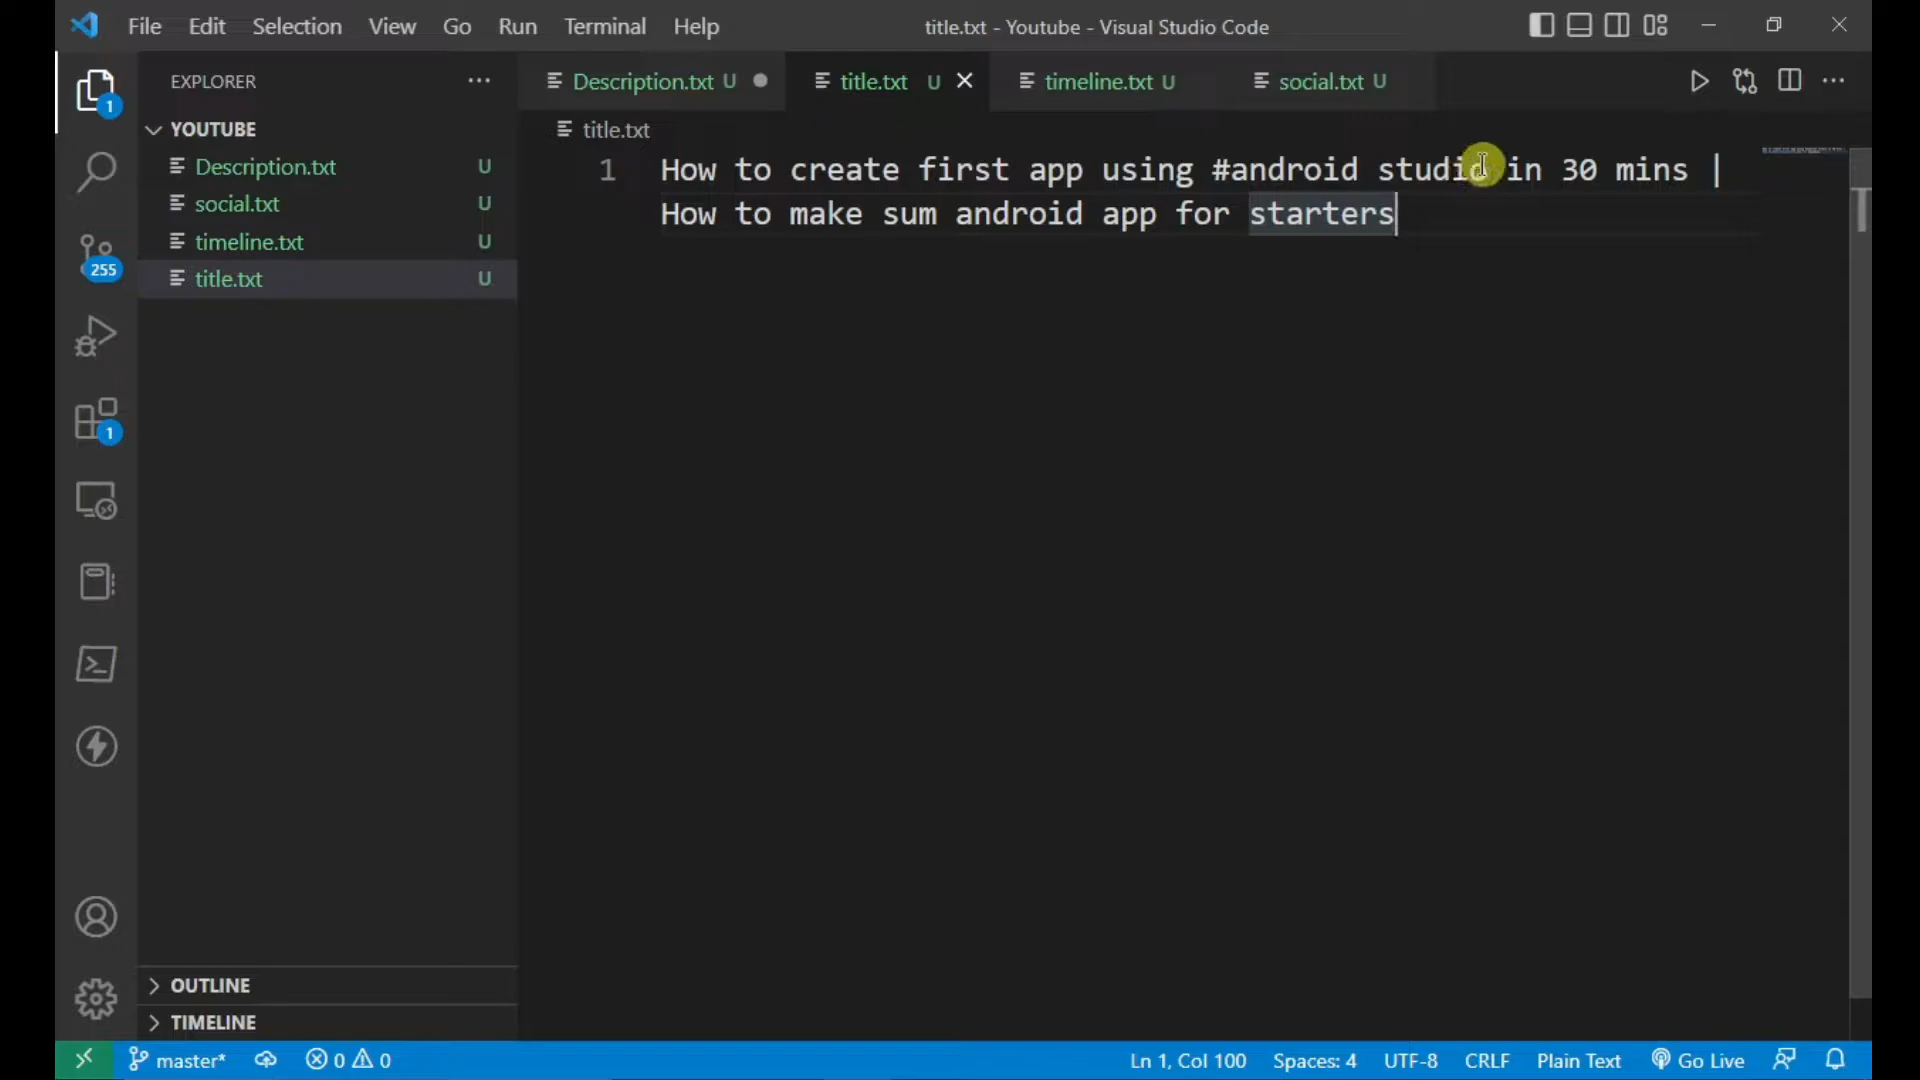 File Edit Selection View Go Run Terminal Help title.txt - Youtube - Visual Studio Code
EXPLORER
Description.txt U title.txt U timeline.txt U social.txt U
YOUTUBE
title.txt
Description.txt U
social.txt U
timeline.txt U
title.txt U
1 How to create first app using #android studio in 30 mins |
How to make sum android app for starters
1
255
1
OUTLINE
TIMELINE
master* 0 0 Ln 1, Col 100 Spaces: 4 UTF-8 CRLF Plain Text Go Live